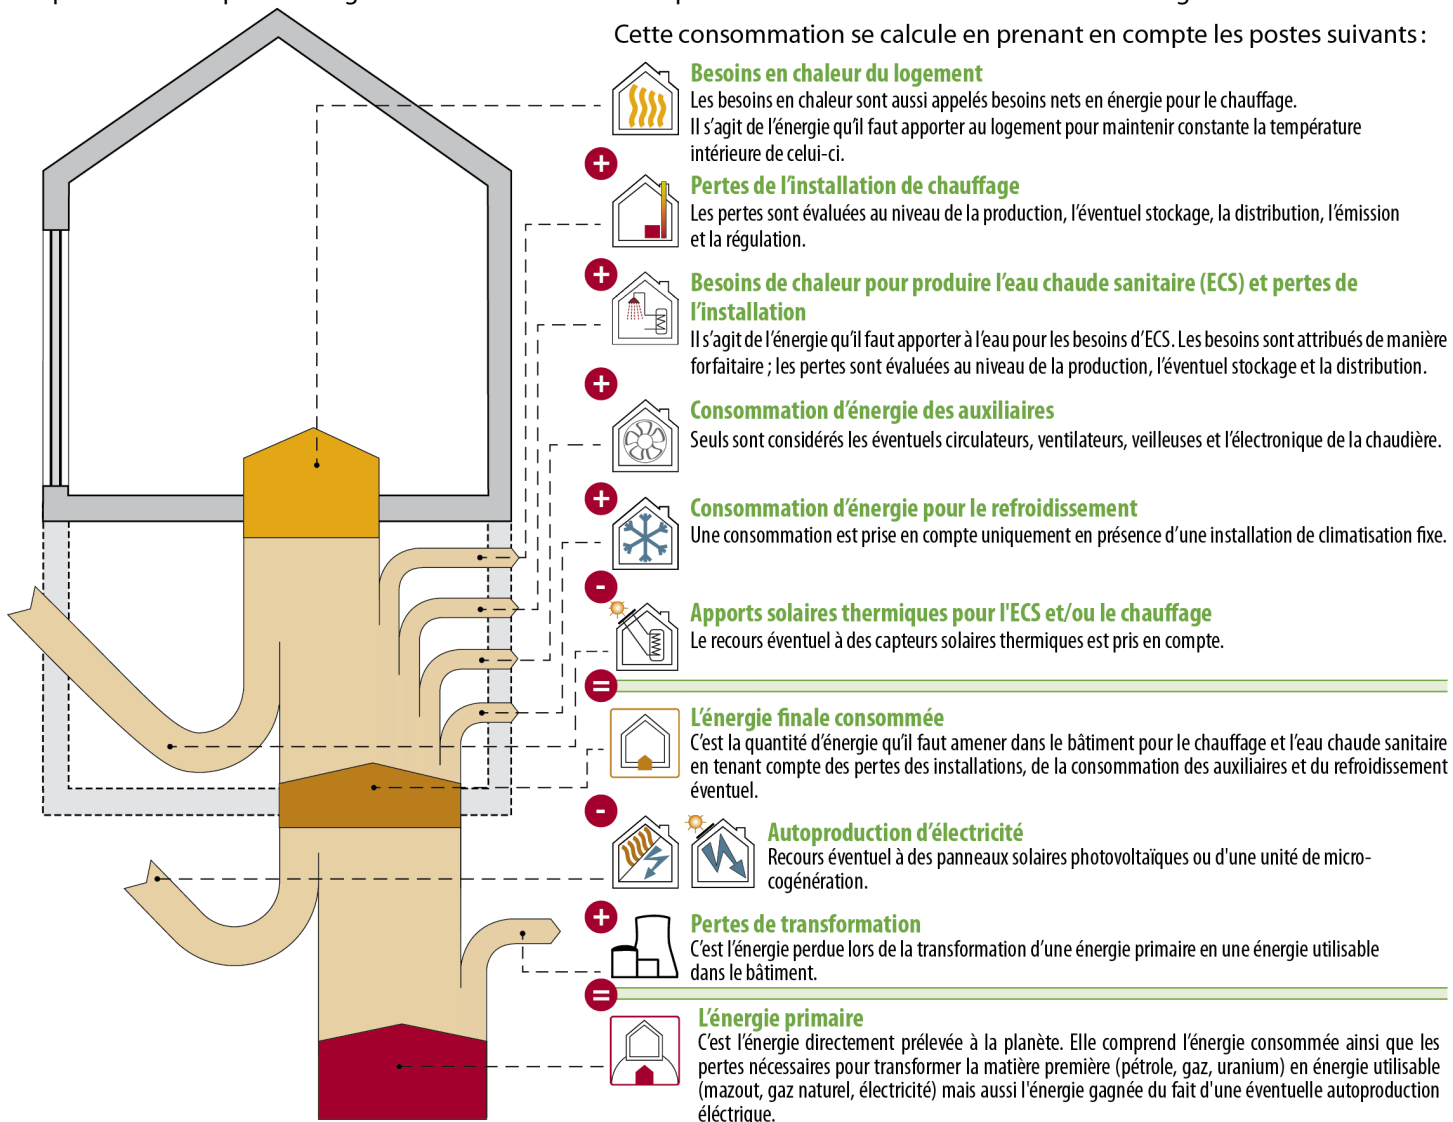 Cette consommation se calcule en prenant en compte les postes suivants :
Besoins en chaleur du logement
Les besoins en chaleur sont aussi appelés besoins nets en énergie pour le chauffage.
Il s’agit de l’énergie qu’il faut apporter au logement pour maintenir constante la température
intérieure de celui-ci.
+
Pertes de l’installation de chauffage
Les pertes sont évaluées au niveau de la production, l’éventuel stockage, la distribution, l’émission
et la régulation.
+
Besoins de chaleur pour produire l’eau chaude sanitaire (ECS) et pertes de
l’installation
Il s’agit de l’énergie qu’il faut apporter à l’eau pour les besoins d’ECS. Les besoins sont attribués de manière
forfaitaire ; les pertes sont évaluées au niveau de la production, l’éventuel stockage et la distribution.
+
Consommation d’énergie des auxiliaires
Seuls sont considérés les éventuels circulateurs, ventilateurs, veilleuses et l’électronique de la chaudière.
+
Consommation d’énergie pour le refroidissement
Une consommation est prise en compte uniquement en présence d’une installation de climatisation fixe.
-
Apports solaires thermiques pour l'ECS et/ou le chauffage
Le recours éventuel à des capteurs solaires thermiques est pris en compte.
=
L’énergie finale consommée
C’est la quantité d’énergie qu’il faut amener dans le bâtiment pour le chauffage et l’eau chaude sanitaire
en tenant compte des pertes des installations, de la consommation des auxiliaires et du refroidissement
éventuel.
-
Autoproduction d’électricité
Recours éventuel à des panneaux solaires photovoltaïques ou d'une unité de micro-
cogénération.
+
Pertes de transformation
C’est l’énergie perdue lors de la transformation d’une énergie primaire en une énergie utilisable
dans le bâtiment.
=
L’énergie primaire
C’est l’énergie directement prélevée à la planète. Elle comprend l’énergie consommée ainsi que les
pertes nécessaires pour transformer la matière première (pétrole, gaz, uranium) en énergie utilisable
(mazout, gaz naturel, électricité) mais aussi l'énergie gagnée du fait d'une éventuelle autoproduction
éléctrique.